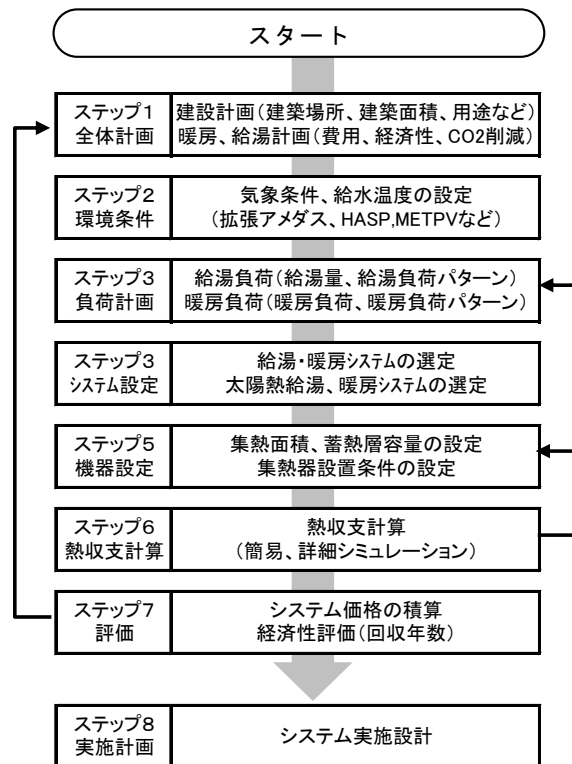 スタート
ステップ1
全体計画
建設計画(建築場所、建築面積、用途など)
暖房、給湯計画(費用、経済性、CO2削減)
ステップ2
環境条件
気象条件、給水温度の設定
(拡張アメダス、HASP,METPVなど)
ステップ3
負荷計画
給湯負荷(給湯量、給湯負荷パターン)
暖房負荷(暖房負荷、暖房負荷パターン)
ステップ3
システム設定
給湯・暖房システムの選定
太陽熱給湯、暖房システムの選定
ステップ5
機器設定
集熱面積、蓄熱層容量の設定
集熱器設置条件の設定
ステップ6
熱収支計算
熱収支計算
(簡易、詳細シミュレーション)
ステップ7
評価
システム価格の積算
経済性評価(回収年数)
ステップ8
実施計画
システム実施設計